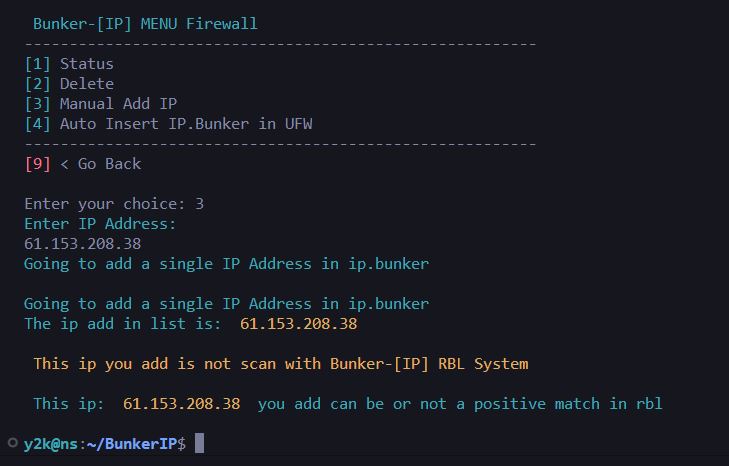 Bunker-[IP] MENU Firewall
---------------------------------------------------------
[1] Status
[2] Delete
[3] Manual Add IP
[4] Auto Insert IP.Bunker in UFW
---------------------------------------------------------
[9] < Go Back
Enter your choice: 3
Enter IP Address:
61.153.208.38
Going to add a single IP Address in ip.bunker
Going to add a single IP Address in ip.bunker
The ip add in list is:  61.153.208.38
This ip you add is not scan with Bunker-[IP] RBL System
This ip:  61.153.208.38  you add can be or not a positive match in rbl
y2k@ns:~/BunkerIP$